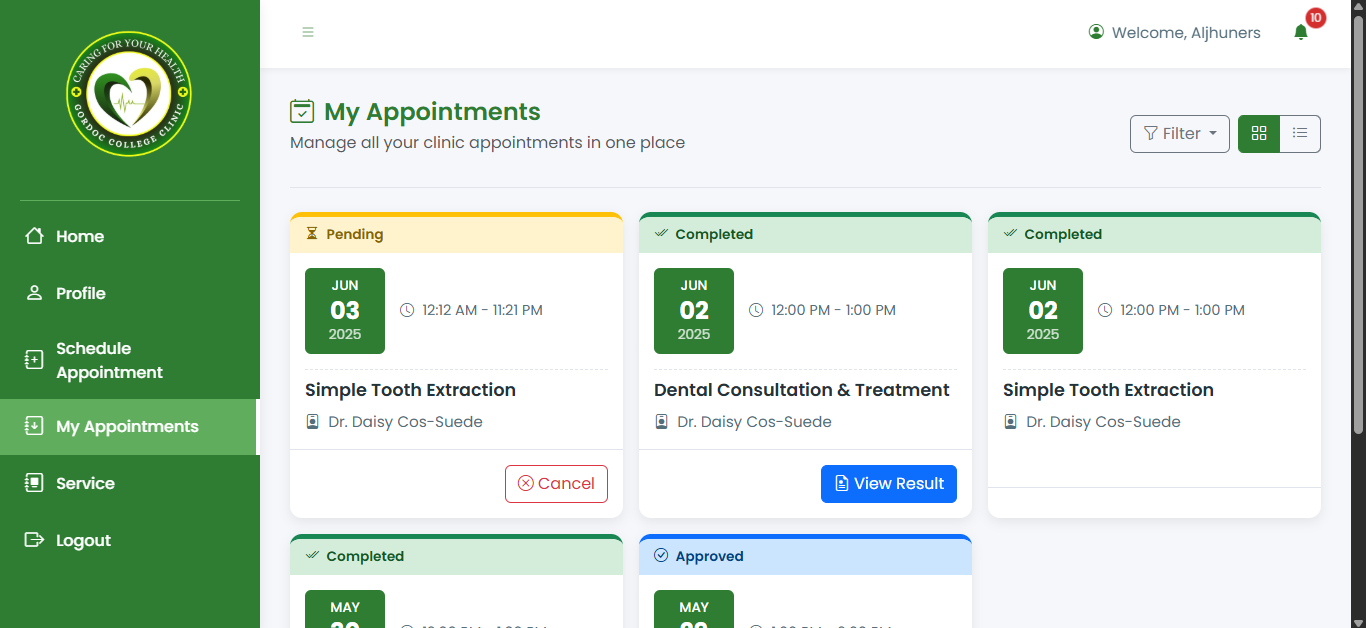 CARING FOR YOUR HEALTH
GORDOC COLLEGE CLINIC
Home
Profile
Schedule
Appointment
My Appointments
Service
Logout
Welcome, Aljhuners
10
My Appointments
Manage all your clinic appointments in one place
Filter
Pending
JUN
03
2025
12:12 AM - 11:21 PM
Simple Tooth Extraction
Dr. Daisy Cos-Suede
Cancel
Completed
JUN
02
2025
12:00 PM - 1:00 PM
Dental Consultation & Treatment
Dr. Daisy Cos-Suede
View Result
Completed
JUN
02
2025
12:00 PM - 1:00 PM
Simple Tooth Extraction
Dr. Daisy Cos-Suede
Completed
MAY
Approved
MAY